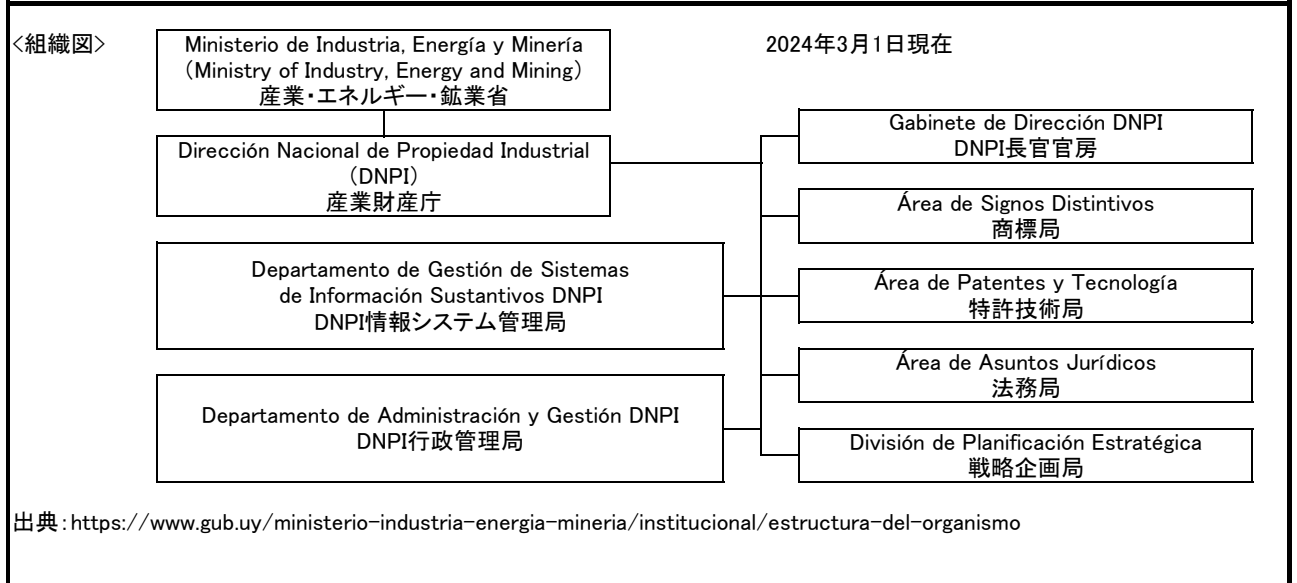 <組織図>
Ministerio de Industria, Energía y Minería
(Ministry of Industry, Energy and Mining)
産業・エネルギー・鉱業省
2024年3月1日現在
Dirección Nacional de Propiedad Industrial
(DNPI)
産業財産庁
Gabinete de Dirección DNPI
DNPI長官官房
Área de Signos Distintivos
商標局
Departamento de Gestión de Sistemas
de Información Sustantivos DNPI
DNPI情報システム管理局
Área de Patentes y Tecnología
特許技術局
Área de Asuntos Jurídicos
法務局
Departamento de Administración y Gestión DNPI
DNPI行政管理局
División de Planificación Estratégica
戦略企画局
出典:https://www.gub.uy/ministerio-industria-energia-mineria/institucional/estructura-del-organismo